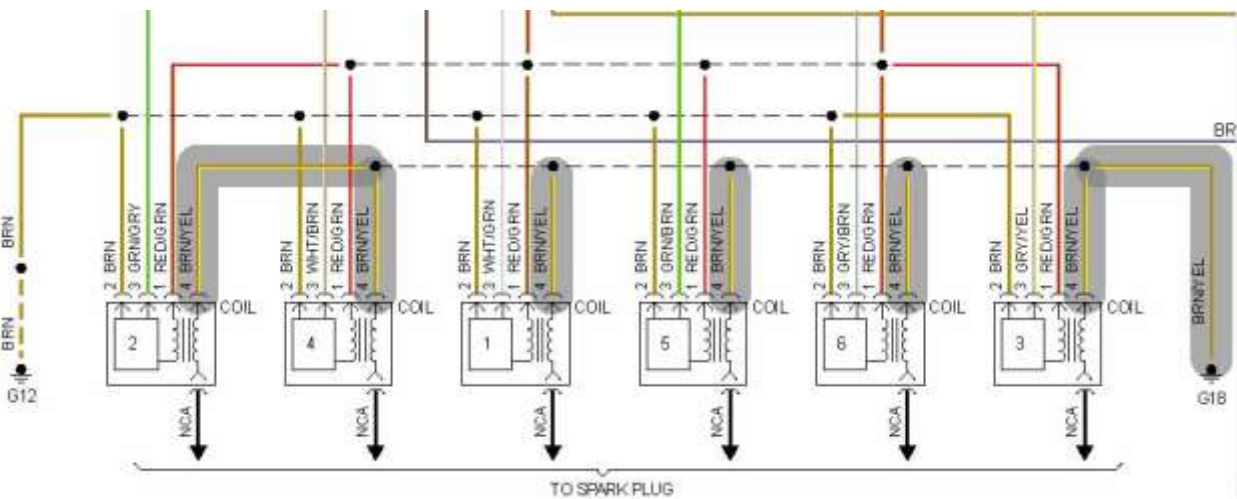 BR
BRN
BRN
G12
2 BRN
3 GRN/GRY
1 RED/GRN
4 BRN/YEL
2 BRN
3 WHT/BRN
1 RED/GRN
4 BRN/YEL
2 BRN
3 WHT/GRN
1 RED/GRN
4 BRN/YEL
2 BRN
3 GRN/BRN
1 RED/GRN
4 BRN/YEL
2 BRN
3 GRY/BRN
1 RED/GRN
4 BRN/YEL
2 BRN
3 GRY/YEL
1 RED/GRN
4 BRN/YEL
BRN/YEL
COIL
COIL
COIL
COIL
COIL
COIL
2
4
1
5
6
3
G18
NCA
NCA
NCA
NCA
NCA
NCA
TO SPARK PLUG